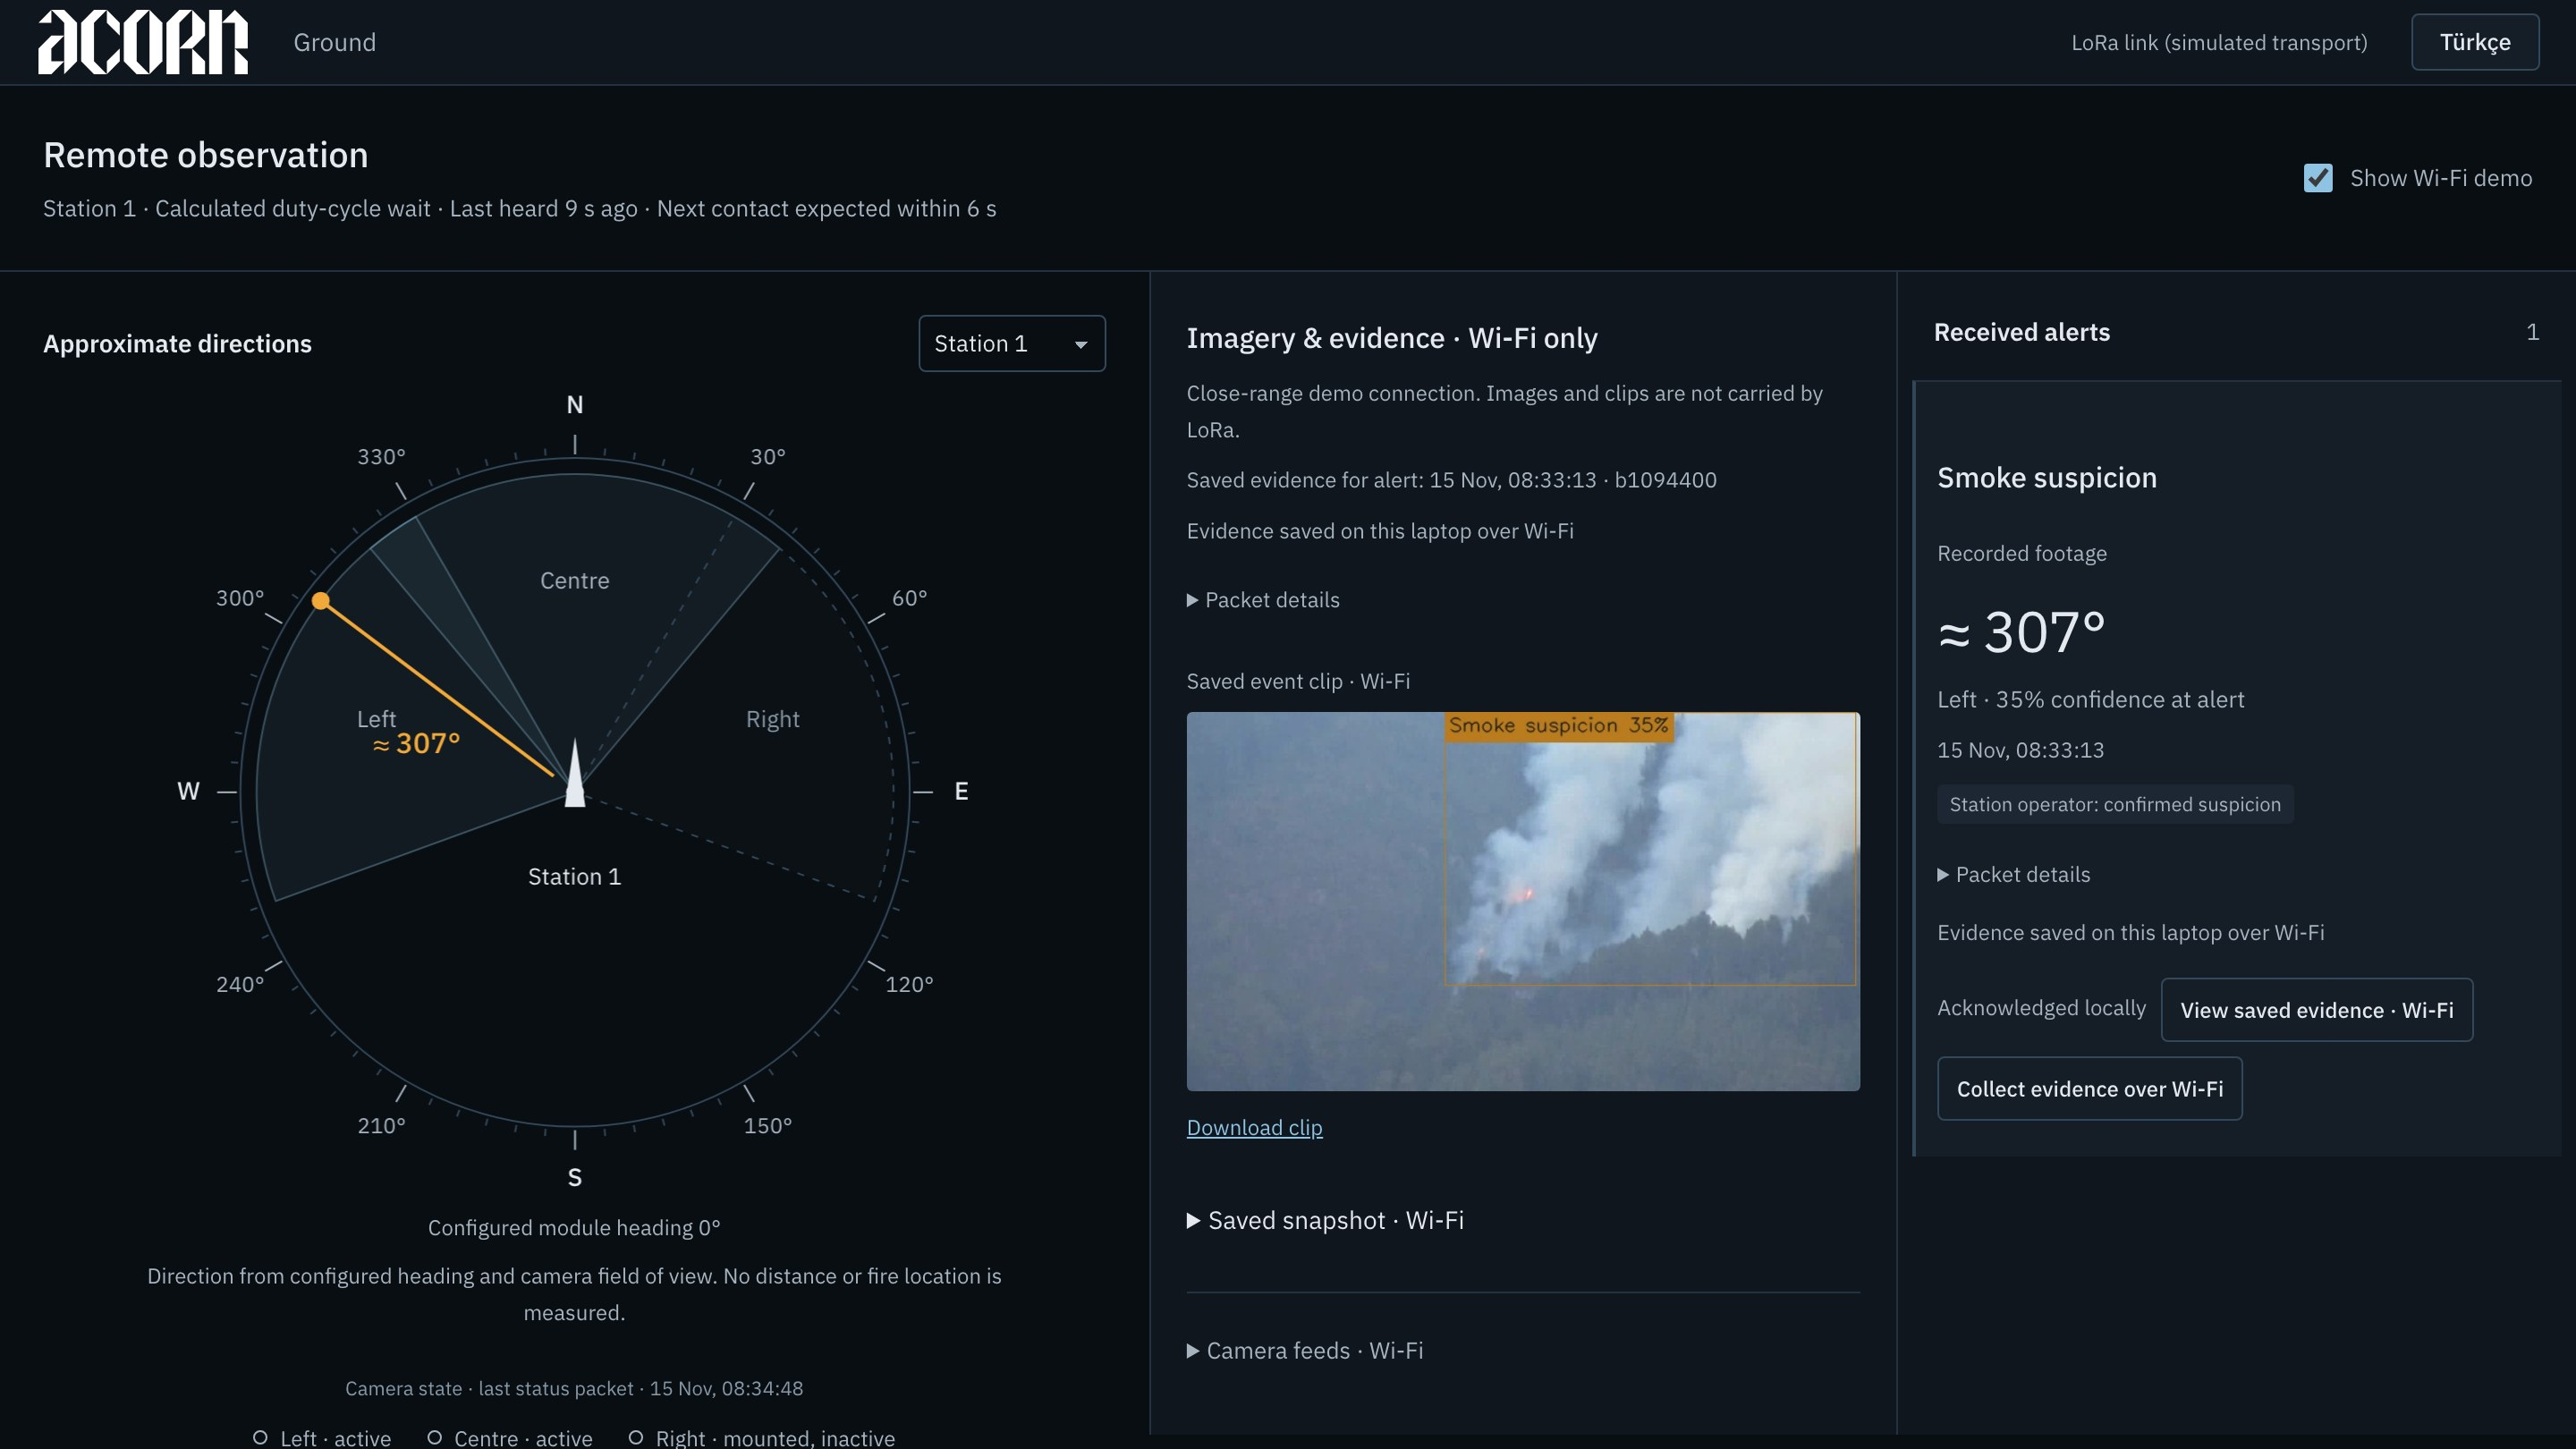 acorn
Ground
LoRa link (simulated transport)
Türkçe
Remote observation
Station 1 · Calculated duty-cycle wait · Last heard 9 s ago · Next contact expected within 6 s
Show Wi-Fi demo
Approximate directions
Station 1
N
330°
30°
300°
60°
Centre
Left
≈ 307°
Right
W
E
Station 1
240°
120°
210°
150°
S
Configured module heading 0°
Direction from configured heading and camera field of view. No distance or fire location is
measured.
Camera state · last status packet · 15 Nov, 08:34:48
Left · active
Centre · active
Right · mounted, inactive
Imagery & evidence · Wi-Fi only
Close-range demo connection. Images and clips are not carried by
LoRa.
Saved evidence for alert: 15 Nov, 08:33:13 · b1094400
Evidence saved on this laptop over Wi-Fi
Packet details
Saved event clip · Wi-Fi
Smoke suspicion 35%
Download clip
Saved snapshot · Wi-Fi
Camera feeds · Wi-Fi
Received alerts
1
Smoke suspicion
Recorded footage
≈ 307°
Left · 35% confidence at alert
15 Nov, 08:33:13
Station operator: confirmed suspicion
Packet details
Evidence saved on this laptop over Wi-Fi
Acknowledged locally
View saved evidence · Wi-Fi
Collect evidence over Wi-Fi